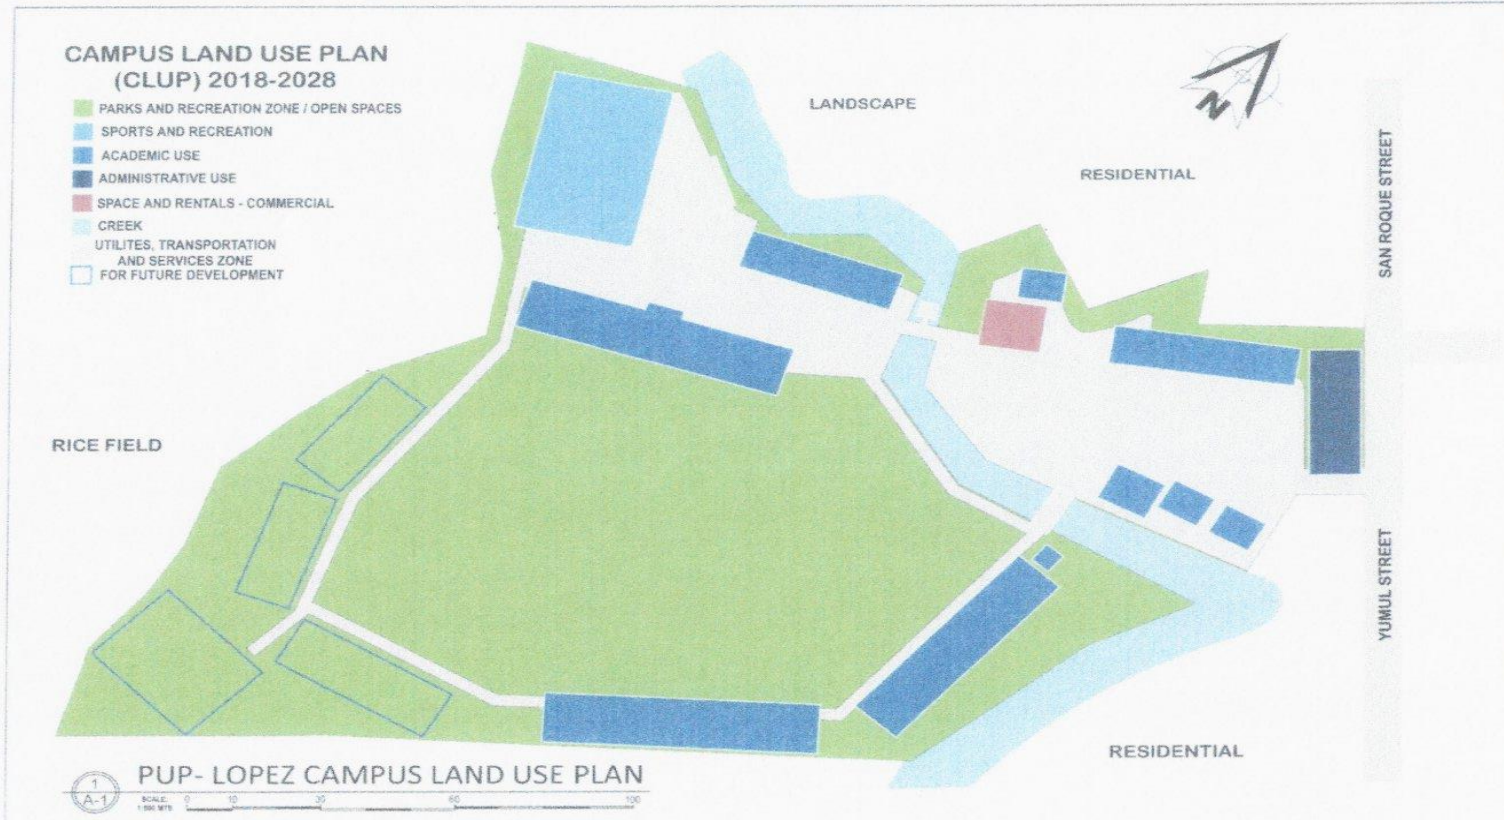 CAMPUS LAND USE PLAN
(CLUP) 2018-2028
PARKS AND RECREATION ZONE / OPEN SPACES
SPORTS AND RECREATION
ACADEMIC USE
ADMINISTRATIVE USE
SPACE AND RENTALS - COMMERCIAL
CREEK
UTILITES, TRANSPORTATION
AND SERVICES ZONE
FOR FUTURE DEVELOPMENT
LANDSCAPE
N
RESIDENTIAL
SAN ROQUE STREET
RICE FIELD
YUMUL STREET
RESIDENTIAL
1
A-1
PUP- LOPEZ CAMPUS LAND USE PLAN
SCALE:
MTS
0 10 30 60 100